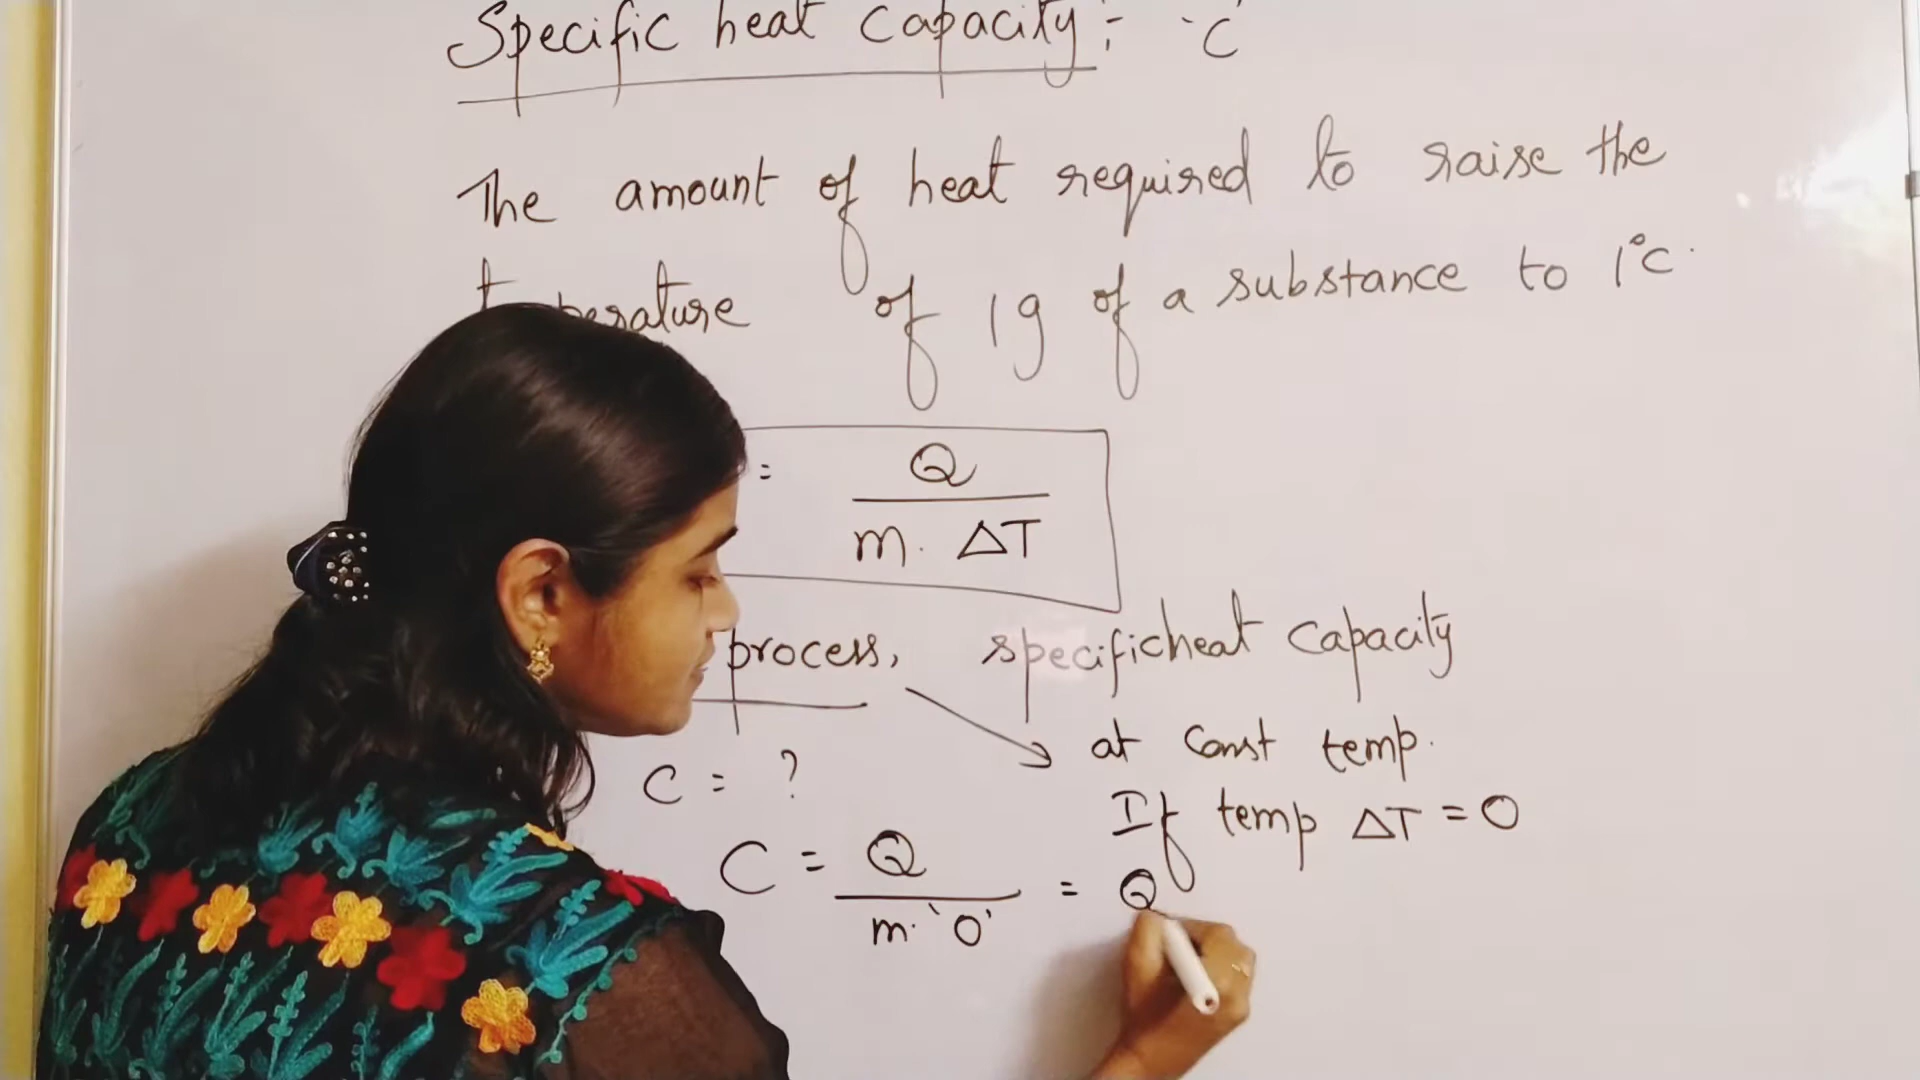 Specific heat capacity :- 'C'
The amount of heat required to raise the
of 1g of a substance to 1°C.
= Q / m. ΔT
process, specificheat capacity
at const temp.
C = ?
If temp ΔT = 0
C = Q / m. '0' = Q